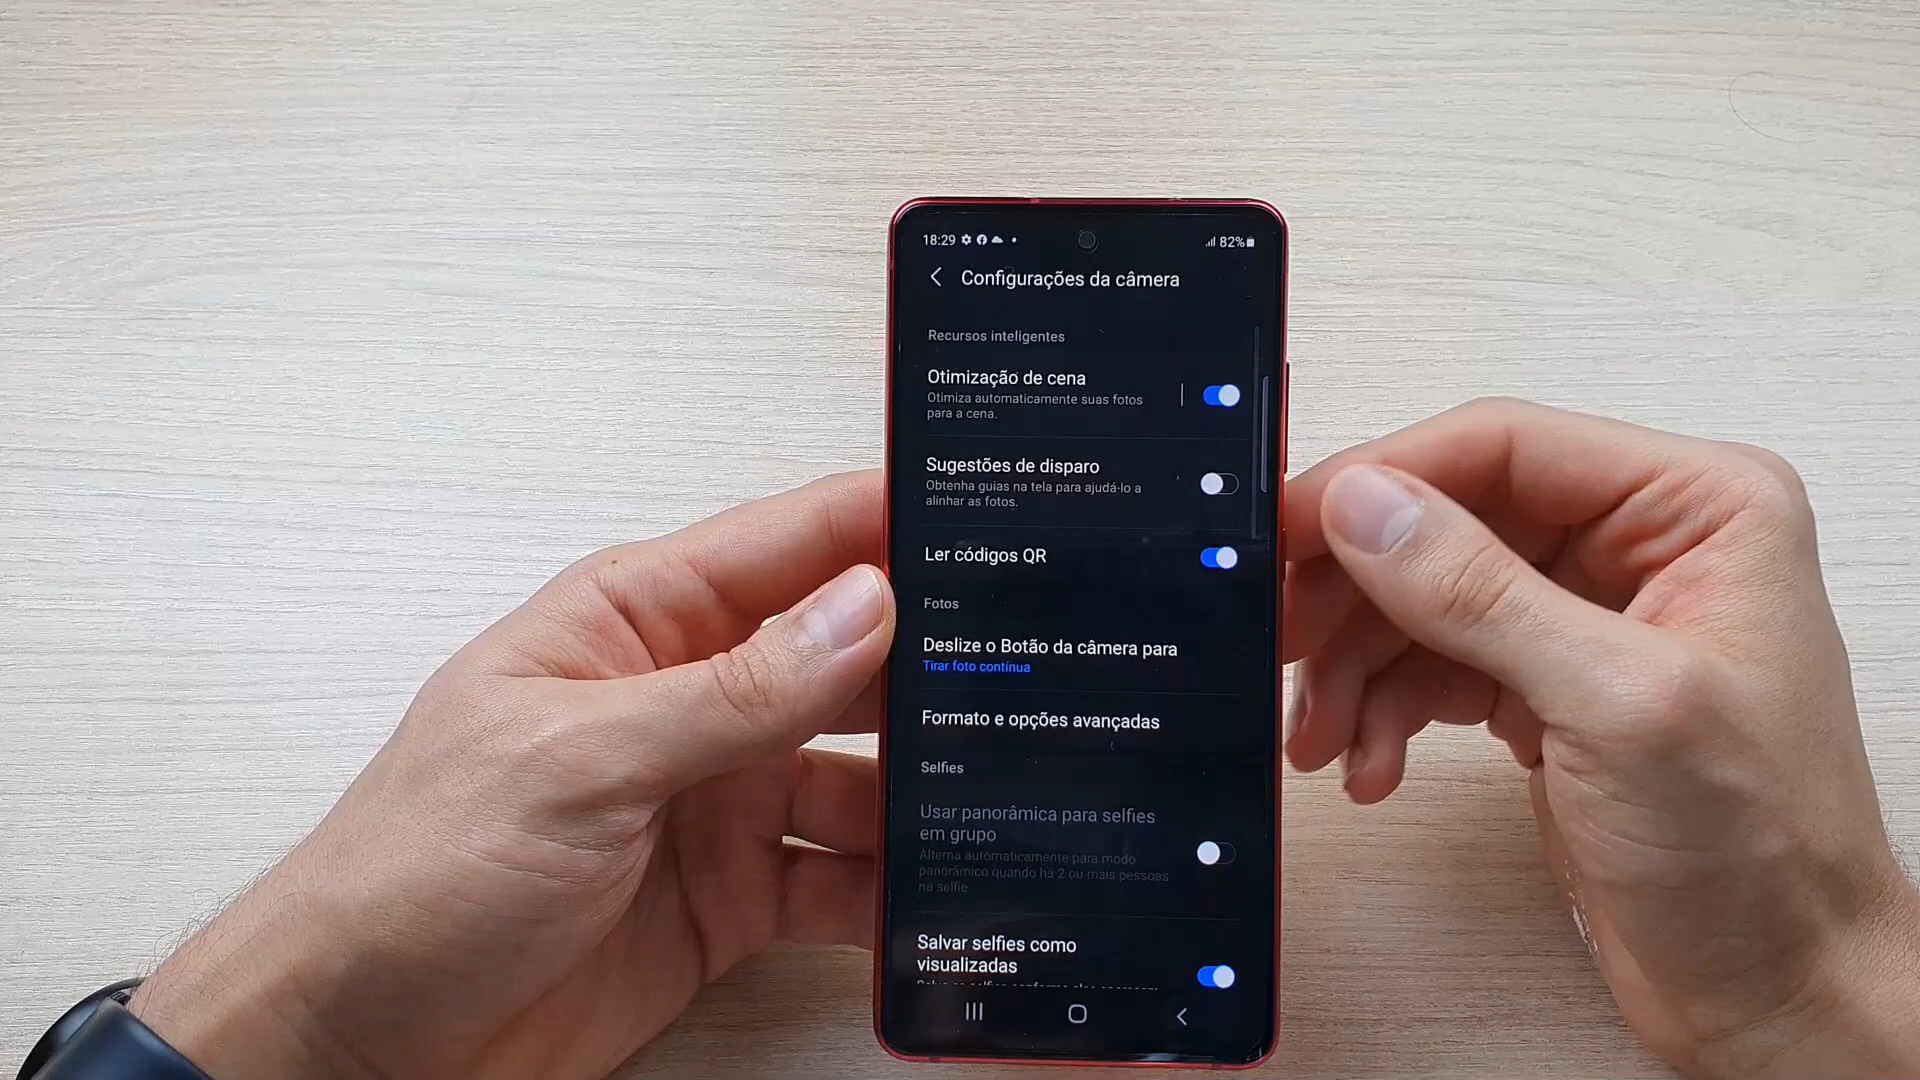 18:29
82%
Configurações da câmera
Recursos inteligentes
Otimização de cena
Otimiza automaticamente suas fotos
para a cena.
Sugestões de disparo
Obtenha guias na tela para ajudá-lo a
alinhar as fotos.
Ler códigos QR
Fotos
Deslize o Botão da câmera para
Tirar foto contínua
Formato e opções avançadas
Selfies
Usar panorâmica para selfies
em grupo
Alterna automaticamente para modo
panorâmico quando há 2 ou mais pessoas
na selfie
Salvar selfies como
visualizadas